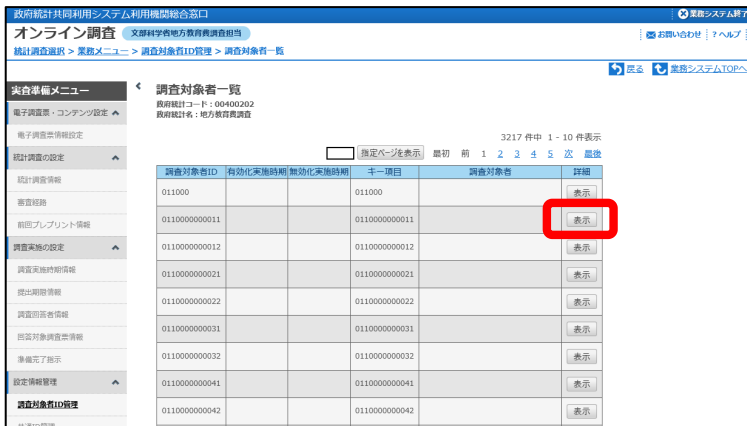 政府統計共同利用システム利用機関総合窓口
業務システム終了
オンライン調査 文部科学省地方教育費調査担当
お問い合わせ ? ヘルプ
統計調査選択 > 業務メニュー > 調査対象者ID管理 > 調査対象者一覧
戻る 業務システムTOPへ
実査準備メニュー
電子調査票・コンテンツ設定
電子調査票情報設定
統計調査の設定
統計調査情報
審査経路
前回プレプリント情報
調査実施の設定
調査実施時期情報
提出期限情報
調査回答者情報
回答対象調査票情報
準備完了指示
設定情報管理
調査対象者ID管理
調査対象者一覧
政府統計コード:00400202
政府統計名:地方教育費調査
3217 件中 1 - 10 件表示
指定ページを表示 最初 前 1 2 3 4 5 次 最後
調査対象者ID 有効化実施時期 無効化実施時期 キー項目 調査対象者 詳細
011000 011000 表示
0110000000011 0110000000011 表示
0110000000012 0110000000012 表示
0110000000021 0110000000021 表示
0110000000022 0110000000022 表示
0110000000031 0110000000031 表示
0110000000032 0110000000032 表示
0110000000041 0110000000041 表示
0110000000042 0110000000042 表示